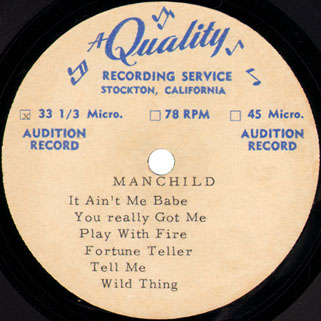 A Quality
RECORDING SERVICE
STOCKTON, CALIFORNIA
☒ 33 1/3 Micro. ☐ 78 RPM ☐ 45 Micro.
AUDITION RECORD
AUDITION RECORD
MANCHILD
It Ain't Me Babe
You really Got Me
Play With Fire
Fortune Teller
Tell Me
Wild Thing